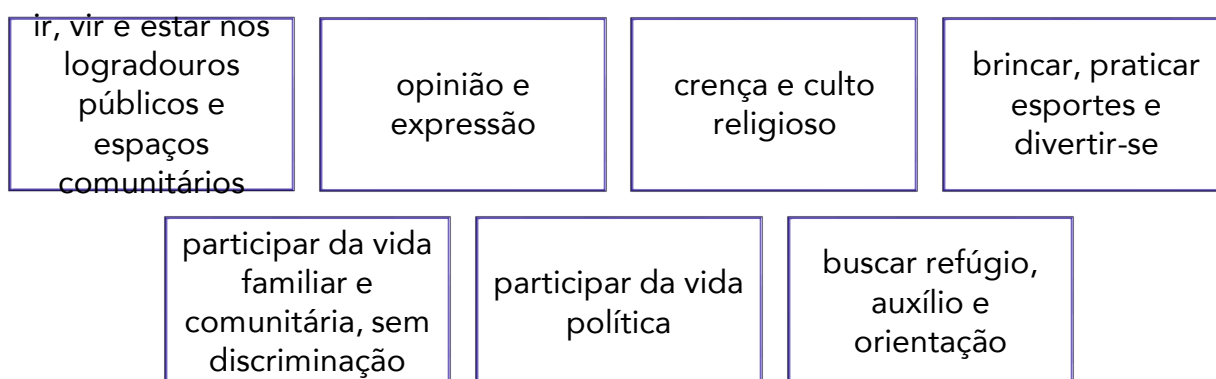 ir, vir e estar nos
logradouros
públicos e
espaços
comunitários
opinião e
expressão
crença e culto
religioso
brincar, praticar
esportes e
divertir-se
participar da vida
familiar e
comunitária, sem
discriminação
participar da vida
política
buscar refúgio,
auxílio e
orientação